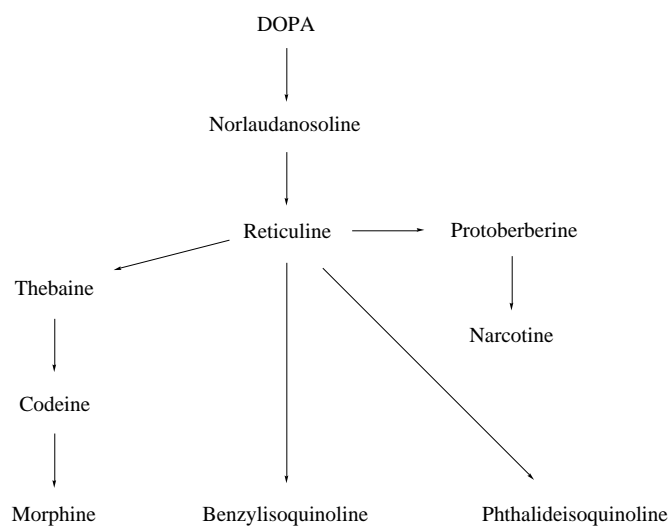 DOPA
Norlaudanosoline
Reticuline
Protoberberine
Thebaine
Narcotine
Codeine
Morphine
Benzylisoquinoline
Phthalideisoquinoline